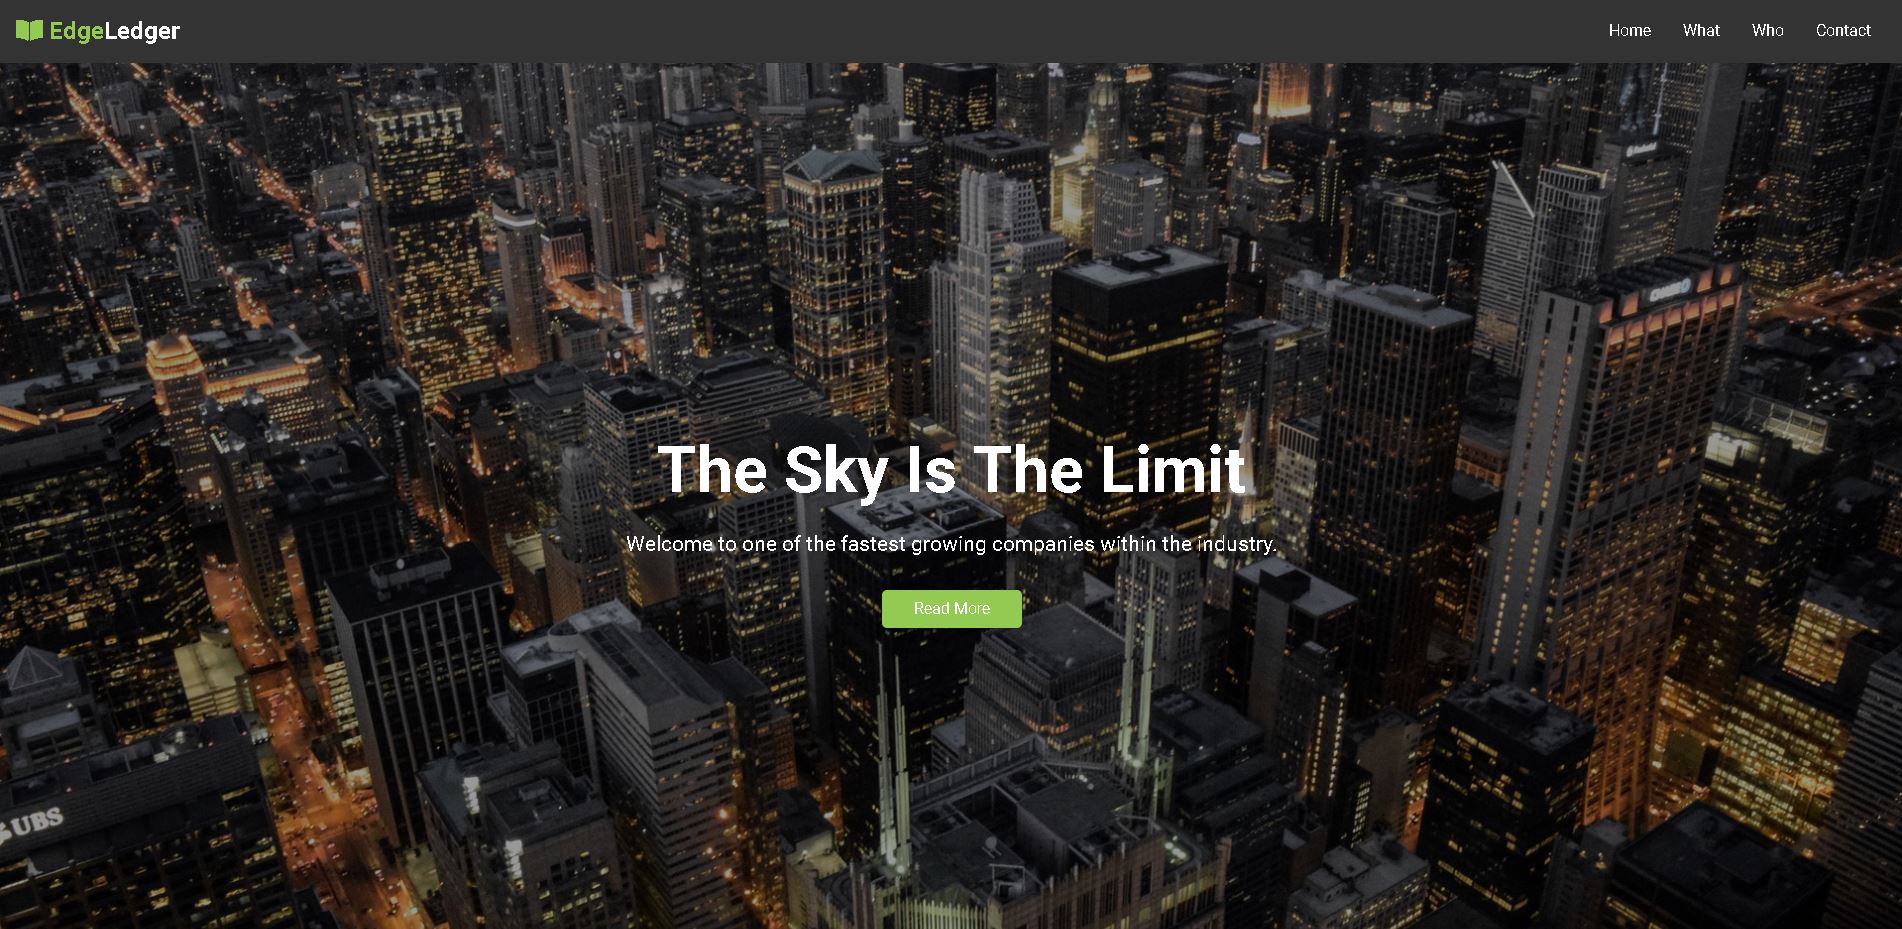 EdgeLedger
Home What Who Contact
The Sky Is The Limit
Welcome to one of the fastest growing companies within the industry.
Read More
UBS